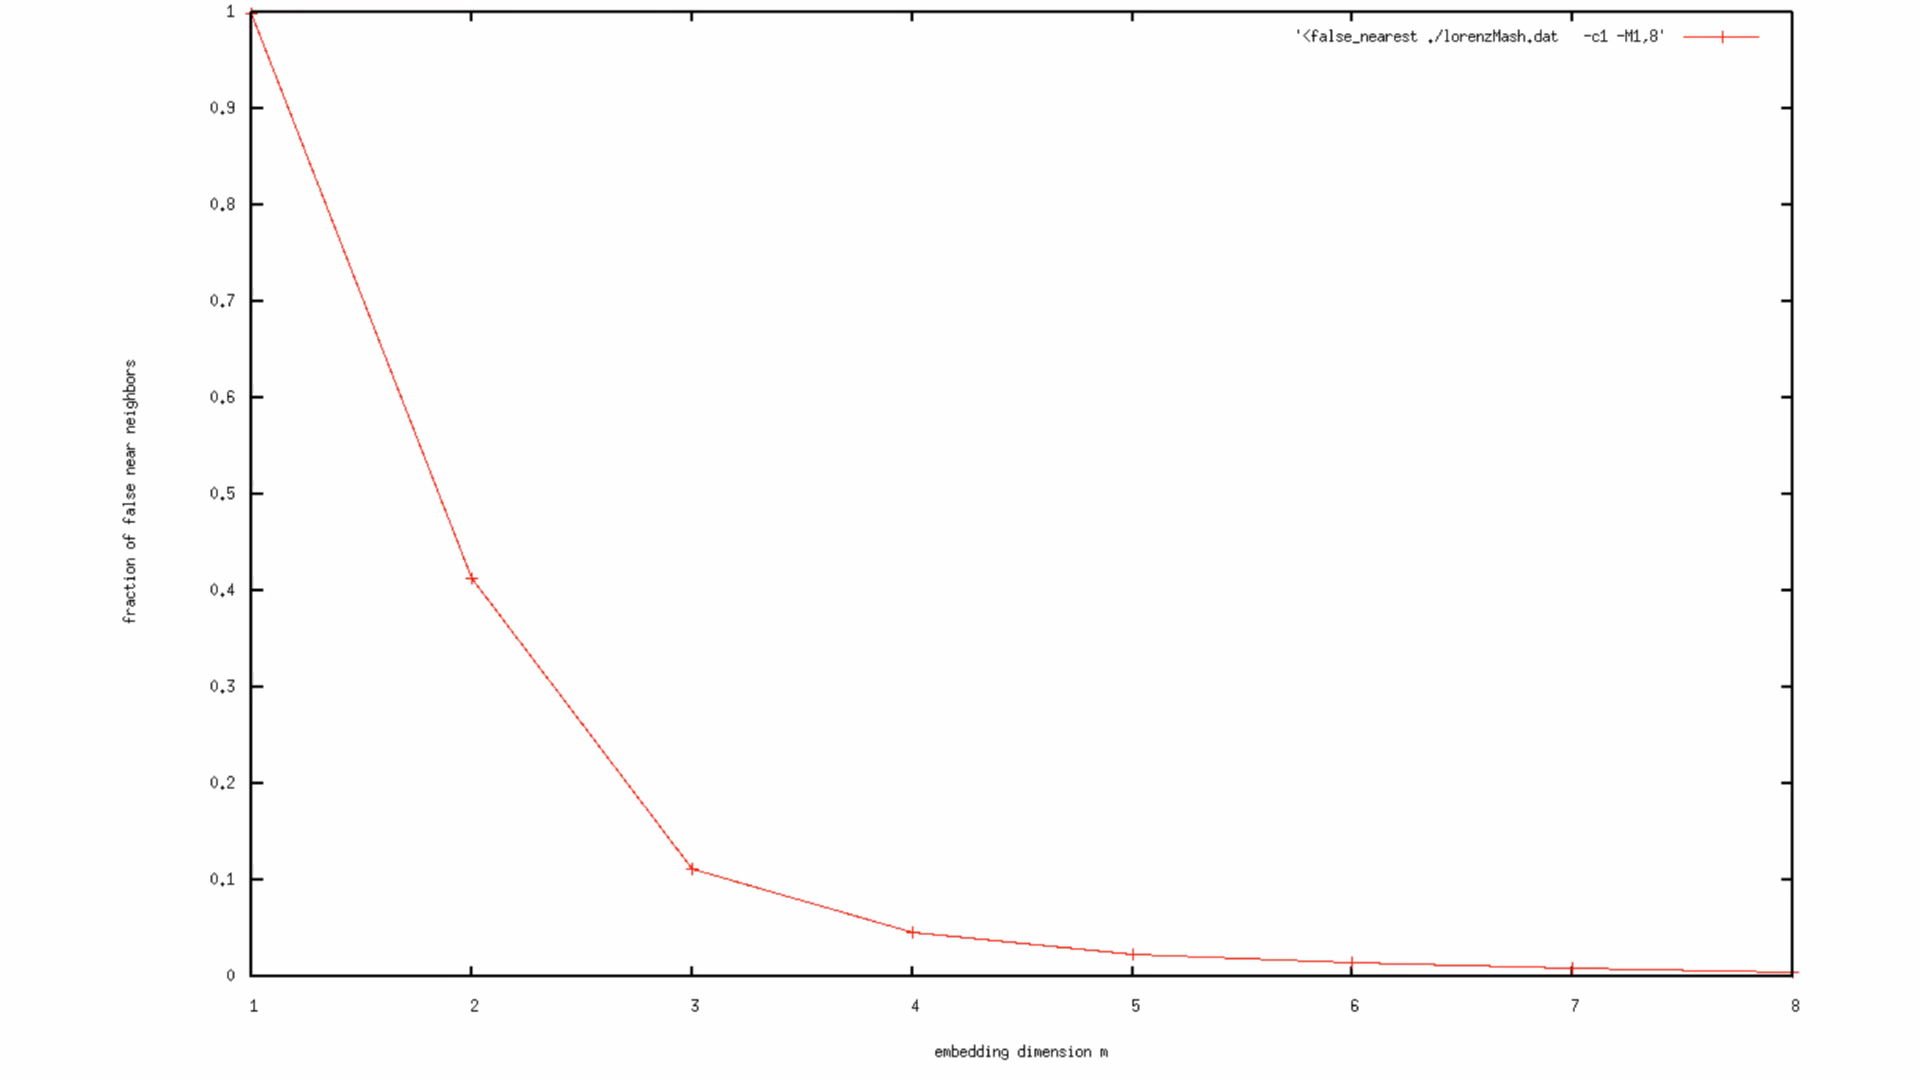 '<false_nearest ./lorenzMash.dat   -c1 -M1,8'
1
0.9
0.8
0.7
0.6
0.5
0.4
0.3
0.2
0.1
0
fraction of false near neighbors
1 2 3 4 5 6 7 8
embedding dimension m